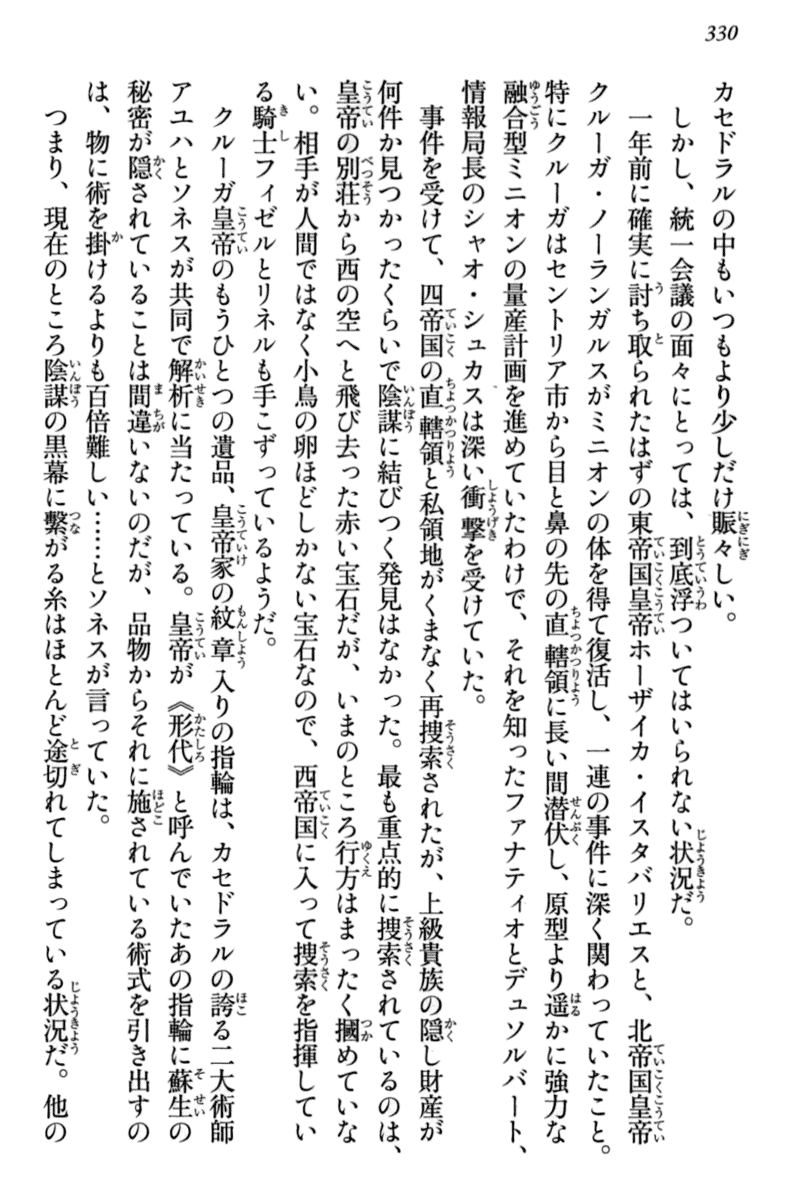 330
カセドラルの中もいつもより少しだけ賑々しい。
しかし、統一会議の面々にとっては、到底浮ついてはいられない状況だ。
一年前に確実に討ち取られたはずの東帝国皇帝ホーザイカ・イスタバリエスと、北帝国皇帝
クルーガ・ノーランガルスがミニオンの体を得て復活し、一連の事件に深く関わっていたこと。
特にクルーガはセントリア市から目と鼻の先の直轄領に長い間潜伏し、原型より遥かに強力な
融合型ミニオンの量産計画を進めていたわけで、それを知ったファナティオとデュソルバート、
情報局長のシャオ・シュカスは深い衝撃を受けていた。
事件を受けて、四帝国の直轄領と私領地がくまなく再捜索されたが、上級貴族の隠し財産が
何件か見つかったくらいで陰謀に結びつく発見はなかった。最も重点的に捜索されているのは、
皇帝の別荘から西の空へと飛び去った赤い宝石だが、いまのところ行方はまったく摑めていな
い。相手が人間ではなく小鳥の卵ほどしかない宝石なので、西帝国に入って捜索を指揮してい
る騎士フィゼルとリネルも手こずっているようだ。
クルーガ皇帝のもうひとつの遺品、皇帝家の紋章入りの指輪は、カセドラルの誇る二大術師
アユハとソネスが共同で解析に当たっている。皇帝が《形代》と呼んでいたあの指輪に蘇生の
秘密が隠されていることは間違いないのだが、品物からそれに施されている術式を引き出すの
は、物に術を掛けるよりも百倍難しい……とソネスが言っていた。
つまり、現在のところ陰謀の黒幕に繫がる糸はほとんど途切れてしまっている状況だ。他の